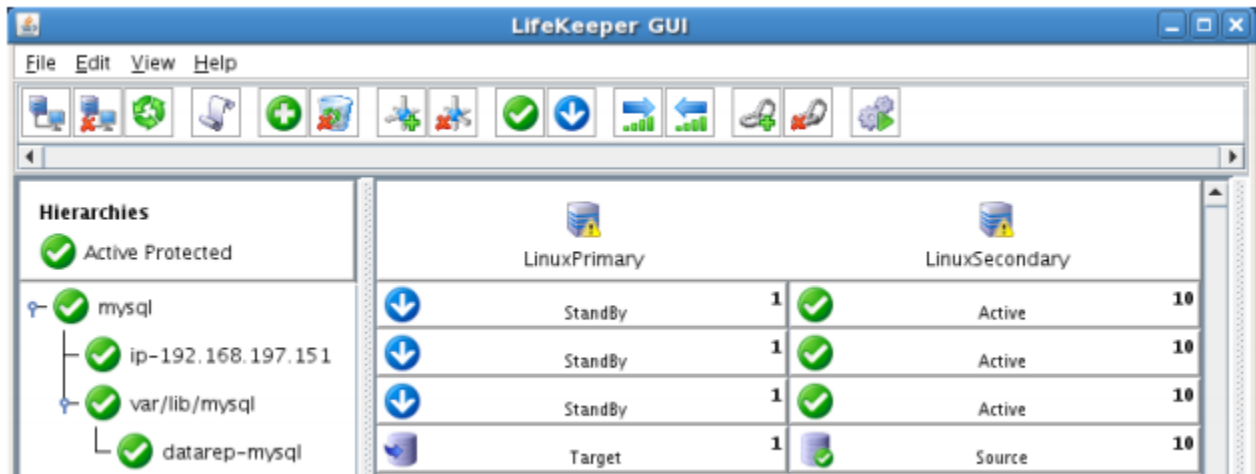 LifeKeeper GUI
File Edit View Help
Hierarchies
Active Protected
LinuxPrimary LinuxSecondary
mysql StandBy 1 Active 10
ip-192.168.197.151 StandBy 1 Active 10
var/lib/mysql StandBy 1 Active 10
datarep-mysql Target 1 Source 10